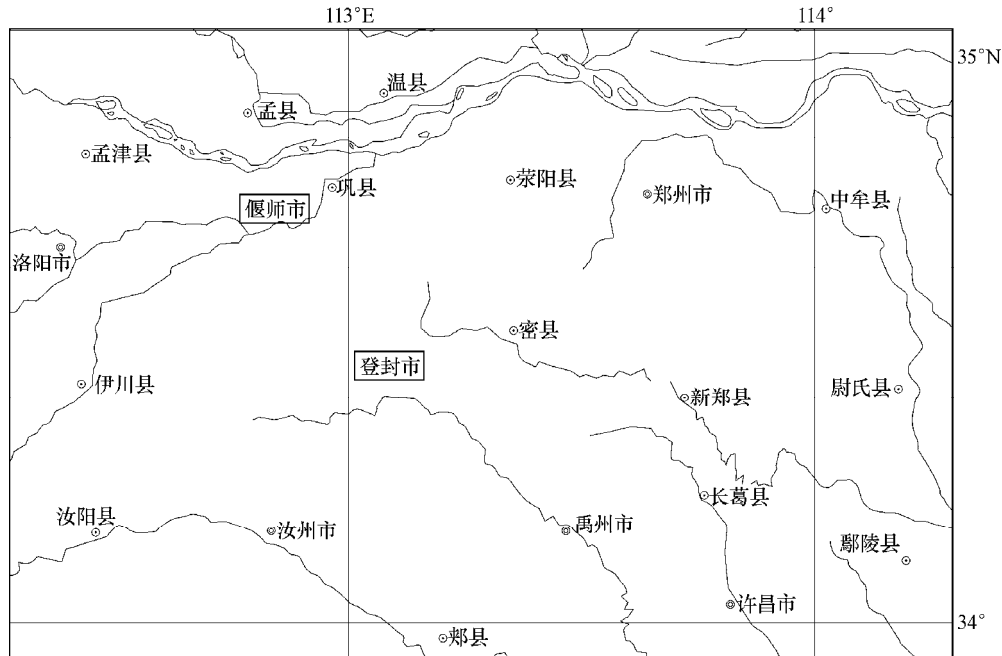 113°E
114°
35°N
温县
孟县
孟津县
巩县
荥阳县
郑州市
中牟县
偃师市
洛阳市
密县
登封市
伊川县
新郑县
尉氏县
长葛县
汝阳县
汝州市
禹州市
鄢陵县
许昌市
34°
郏县